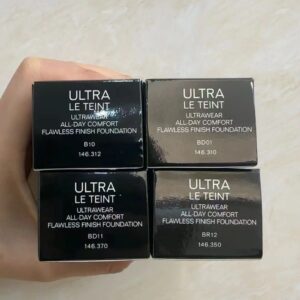 ULTRA
LE TEINT
ULTRAWEAR
ALL-DAY COMFORT
FLAWLESS FINISH FOUNDATION
B10
146.312
ULTRA
LE TEINT
ULTRAWEAR
ALL-DAY COMFORT
FLAWLESS FINISH FOUNDATION
BD01
146.310
ULTRA
LE TEINT
ULTRAWEAR
ALL-DAY COMFORT
FLAWLESS FINISH FOUNDATION
BD11
146.370
ULTRA
LE TEINT
ULTRAWEAR
ALL-DAY COMFORT
FLAWLESS FINISH FOUNDATION
BR12
146.350